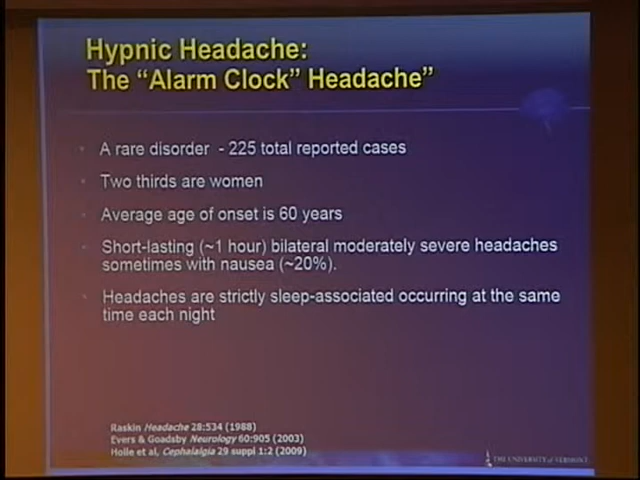 Hypnic Headache:
The “Alarm Clock” Headache”
A rare disorder - 225 total reported cases
Two thirds are women
Average age of onset is 60 years
Short-lasting (~1 hour) bilateral moderately severe headaches
sometimes with nausea (~20%).
Headaches are strictly sleep-associated occurring at the same
time each night
Raskin Headache 28:534 (1988)
Evers & Goadsby Neurology 60:905 (2003)
Holle et al, Cephalalgia 29 suppl 1:2 (2009)
THE UNIVERSITY of VERMONT